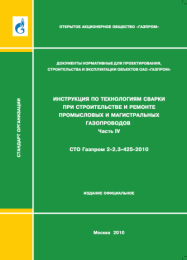 ОТКРЫТОЕ АКЦИОНЕРНОЕ ОБЩЕСТВО «ГАЗПРОМ»
ДОКУМЕНТЫ НОРМАТИВНЫЕ ДЛЯ ПРОЕКТИРОВАНИЯ,
СТРОИТЕЛЬСТВА И ЭКСПЛУАТАЦИИ ОБЪЕКТОВ ОАО «ГАЗПРОМ»
СТАНДАРТ ОРГАНИЗАЦИИ
ИНСТРУКЦИЯ ПО ТЕХНОЛОГИЯМ СВАРКИ
ПРИ СТРОИТЕЛЬСТВЕ И РЕМОНТЕ
ПРОМЫСЛОВЫХ И МАГИСТРАЛЬНЫХ
ГАЗОПРОВОДОВ
Часть IV
СТО Газпром 2-2.3-425-2010
ИЗДАНИЕ ОФИЦИАЛЬНОЕ
Москва 2010